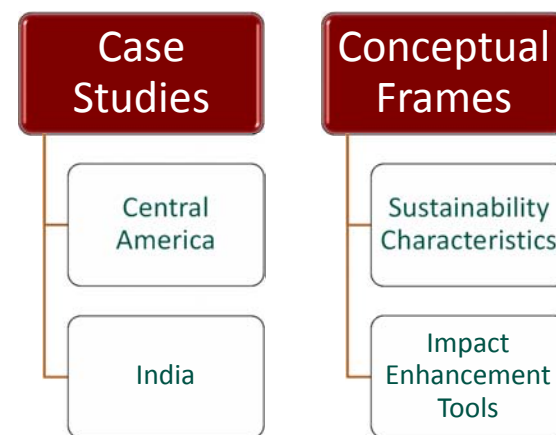 Case
Studies
Central
America
India
Conceptual
Frames
Sustainability
Characteristics
Impact
Enhancement
Tools